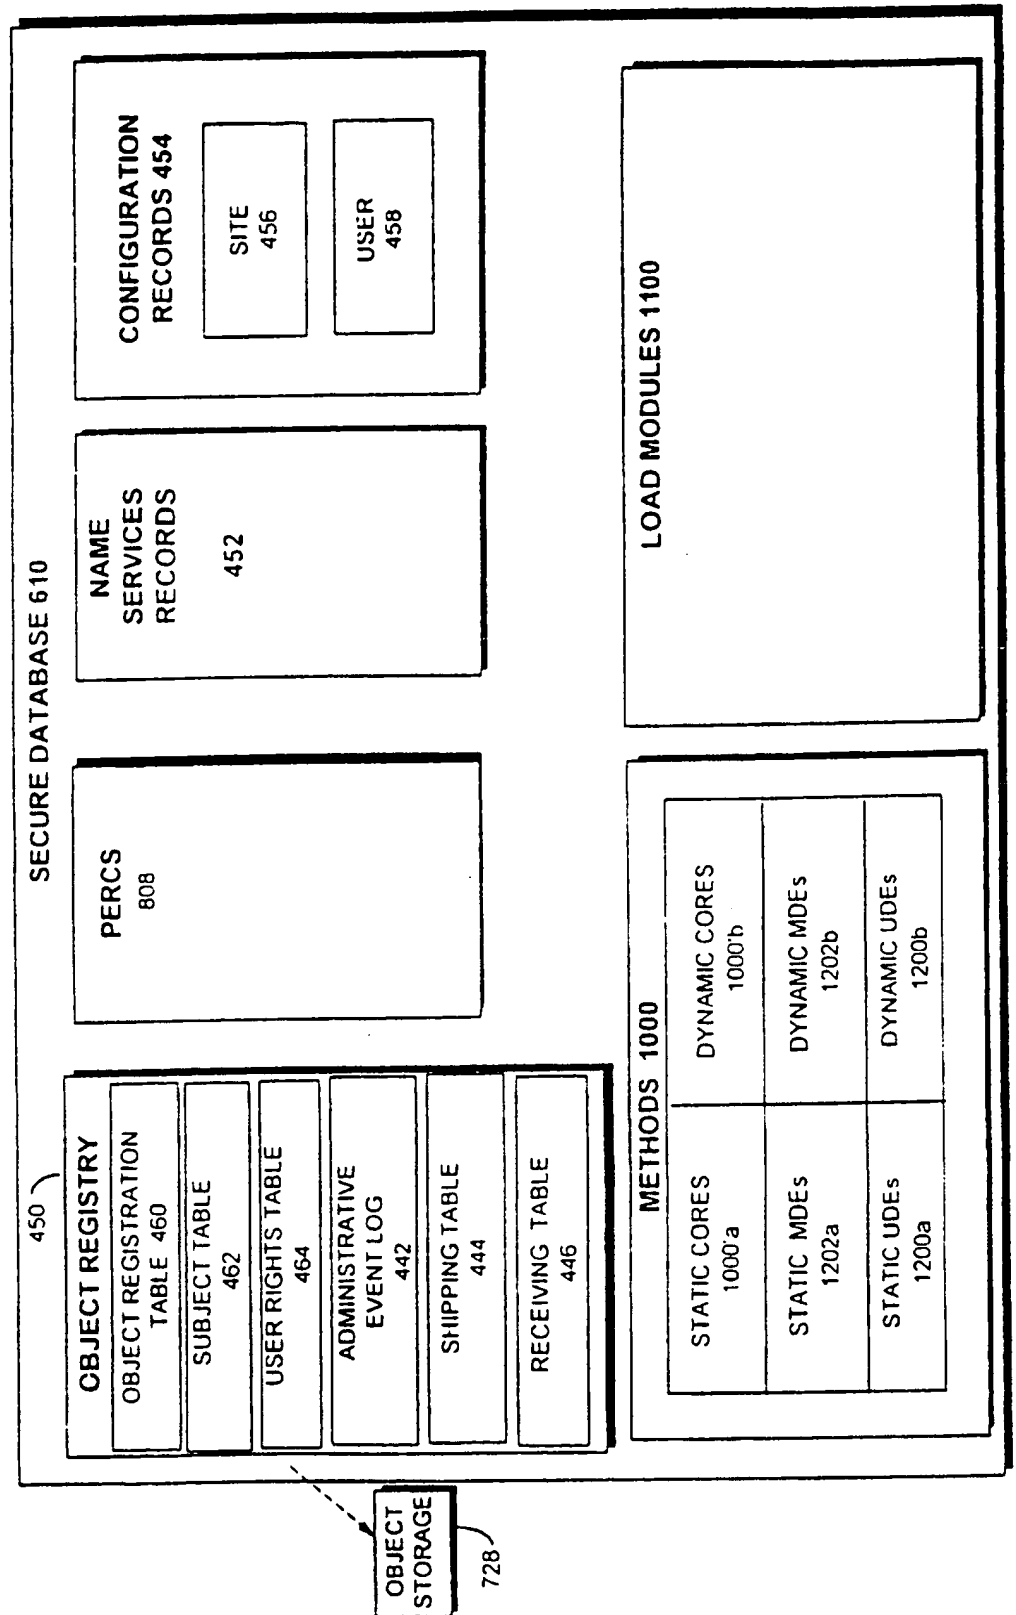 SECURE DATABASE 610
450
OBJECT REGISTRY
OBJECT REGISTRATION
TABLE 460
SUBJECT TABLE
462
USER RIGHTS TABLE
464
ADMINISTRATIVE
EVENT LOG
442
SHIPPING TABLE
444
RECEIVING TABLE
446
OBJECT
STORAGE
728
PERCS
808
NAME
SERVICES
RECORDS
452
CONFIGURATION
RECORDS 454
SITE
456
USER
458
METHODS 1000
STATIC CORES
1000'a
DYNAMIC CORES
1000'b
STATIC MDEs
1202a
DYNAMIC MDEs
1202b
STATIC UDEs
1200a
DYNAMIC UDEs
1200b
LOAD MODULES 1100